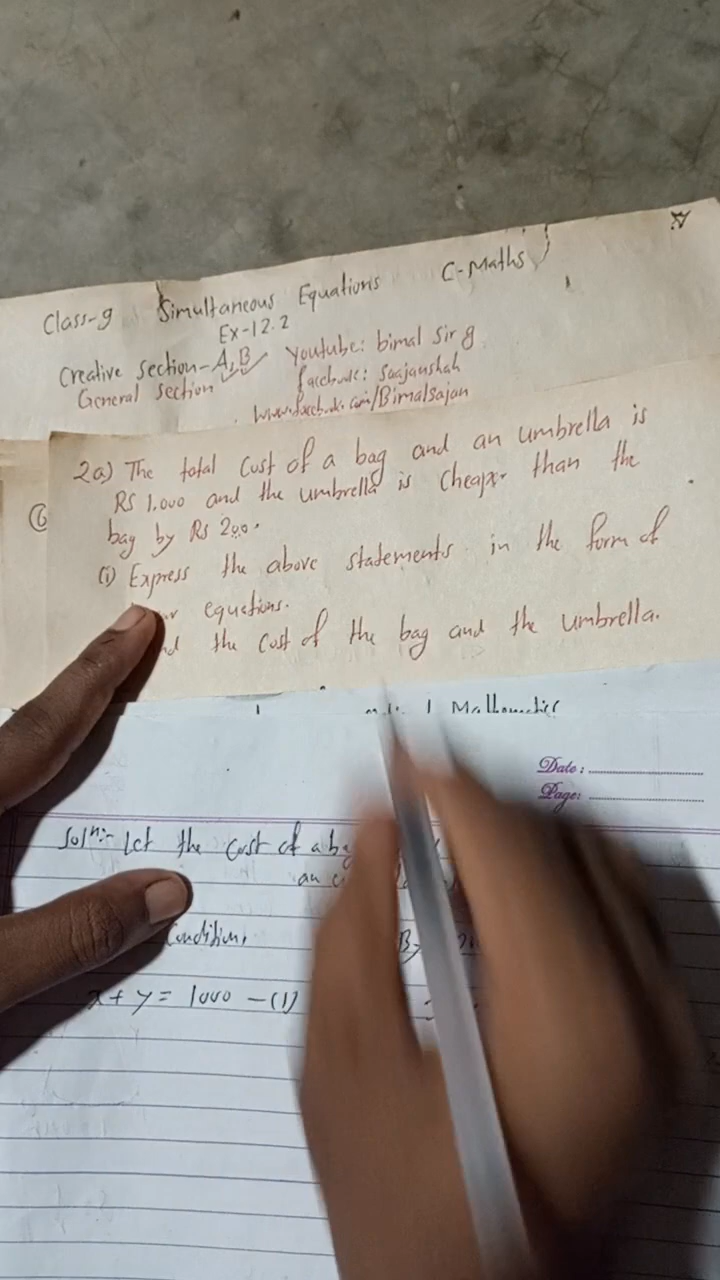 Class-9 Simultaneous Equations C-Maths
Ex-12.2
Creative section-A,B Youtube: bimal sir g
General section facebook: Saajanshah
www.facebook.com/Bimalsajan
2a) The total cost of a bag and an umbrella is
RS 1,000 and the umbrella is cheaper than the
bag by RS 200.
(i) Express the above statements in the form of
equations.
the cost of the bag and the umbrella.
Date:
Page:
Solⁿ:- Let the cost of a
an
Condition,
x + y = 1000 - (1)